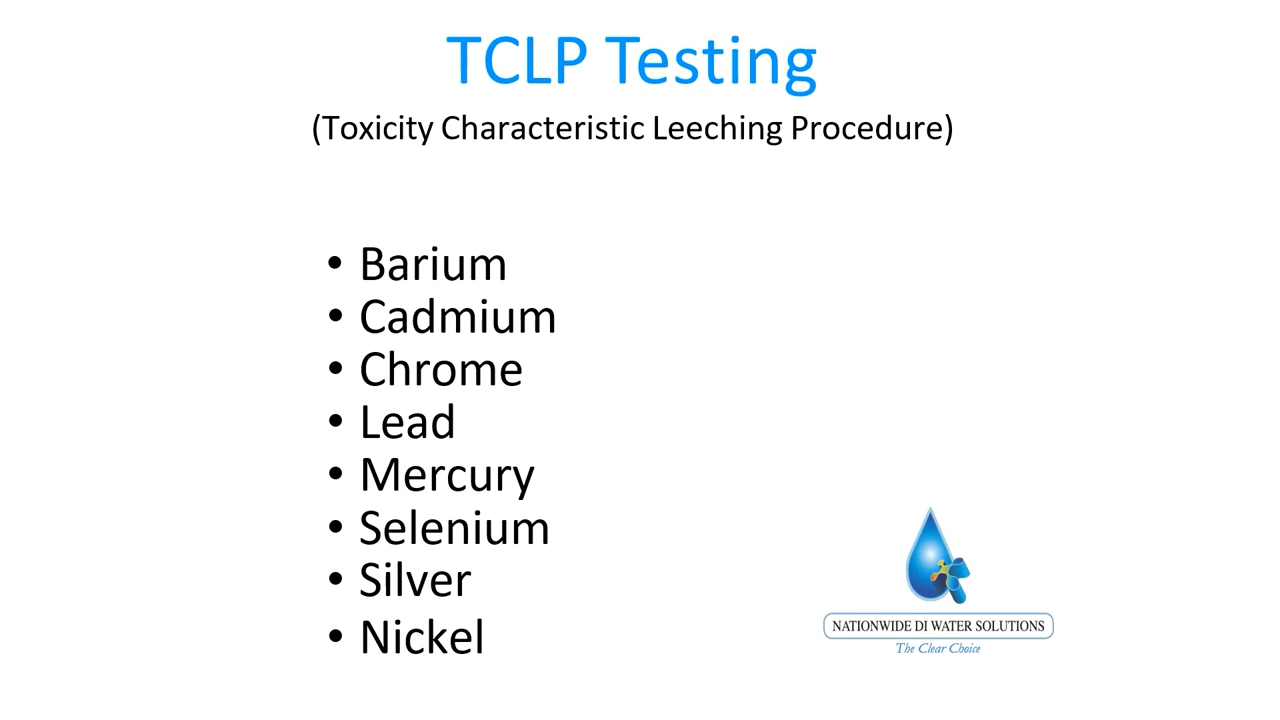 TCLP Testing
(Toxicity Characteristic Leeching Procedure)
• Barium
• Cadmium
• Chrome
• Lead
• Mercury
• Selenium
• Silver
• Nickel
NATIONWIDE DI WATER SOLUTIONS
The Clear Choice